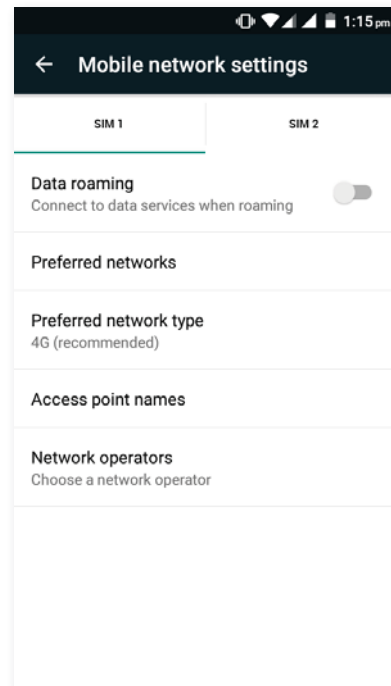 1:15 pm
Mobile network settings
SIM 1
SIM 2
Data roaming
Connect to data services when roaming
Preferred networks
Preferred network type
4G (recommended)
Access point names
Network operators
Choose a network operator